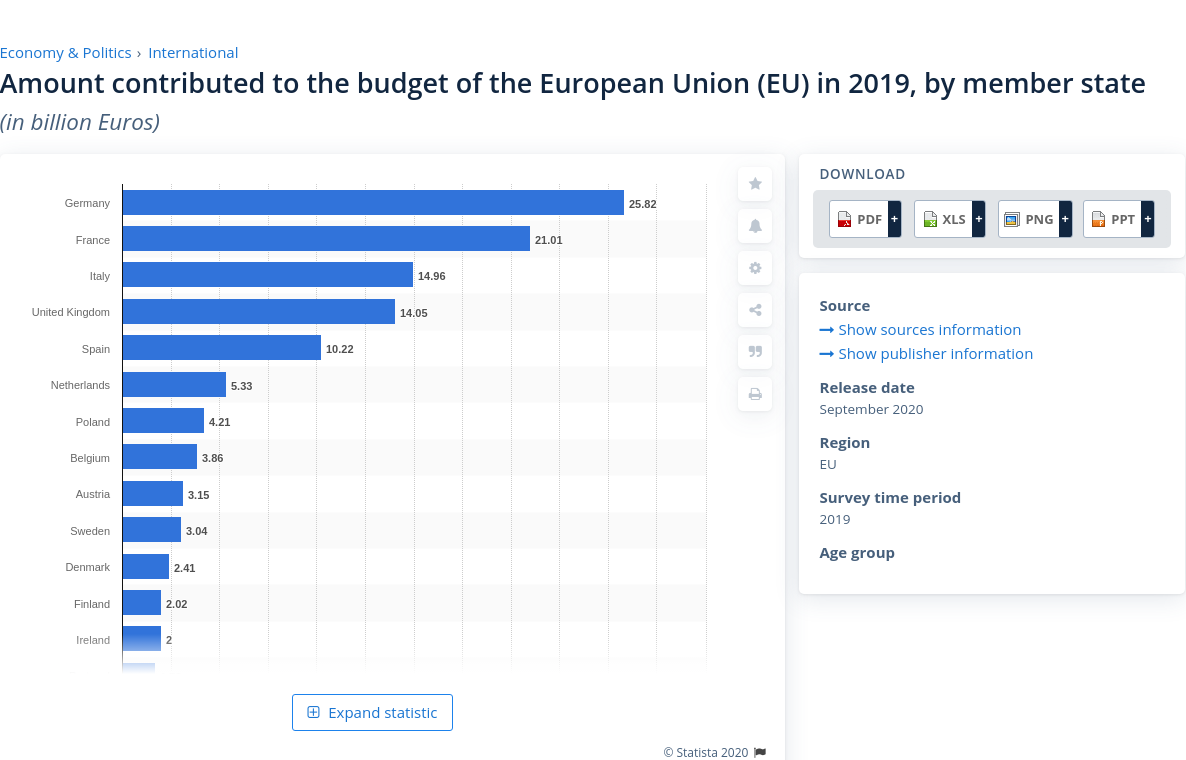 Economy & Politics › International
Amount contributed to the budget of the European Union (EU) in 2019, by member state
(in billion Euros)
Germany 25.82
France 21.01
Italy 14.96
United Kingdom 14.05
Spain 10.22
Netherlands 5.33
Poland 4.21
Belgium 3.86
Austria 3.15
Sweden 3.04
Denmark 2.41
Finland 2.02
Ireland 2
Expand statistic
© Statista 2020
DOWNLOAD
PDF + XLS + PNG + PPT +
Source
Show sources information
Show publisher information
Release date
September 2020
Region
EU
Survey time period
2019
Age group